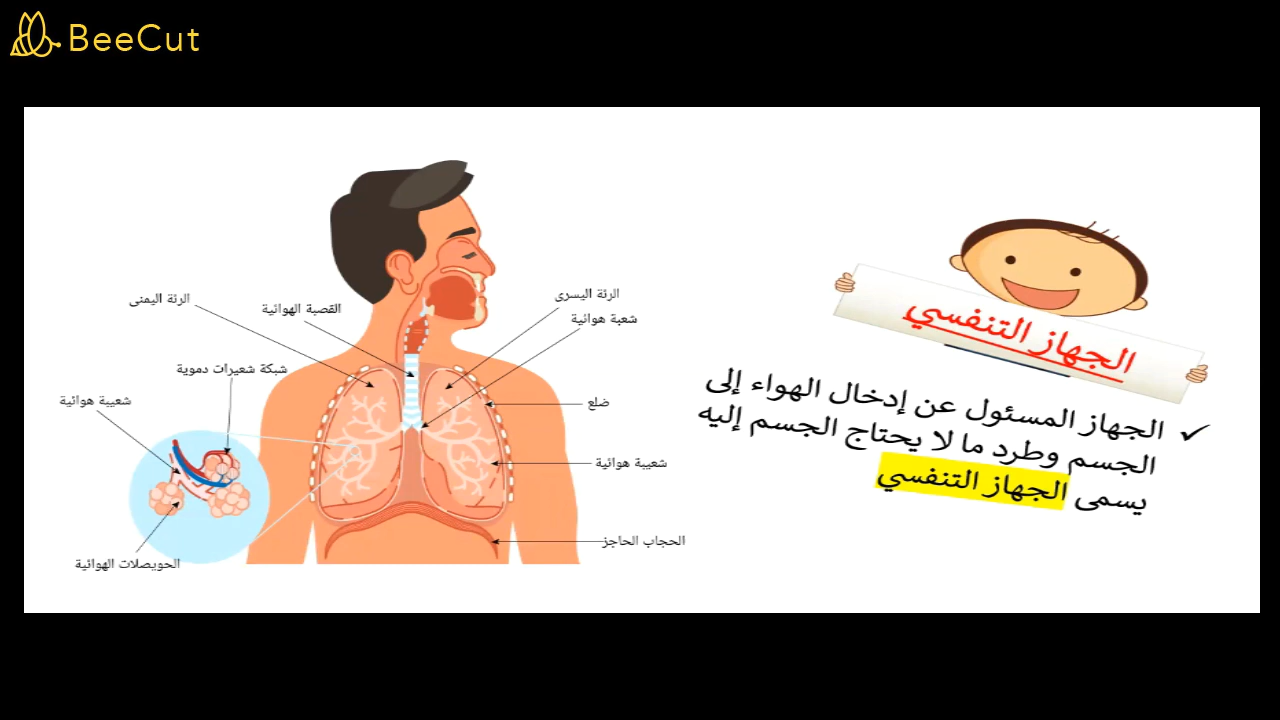 BeeCut
الجهاز التنفسي
الجهاز المسئول عن إدخال الهواء إلى
الجسم وطرد ما لا يحتاج الجسم إليه
يسمى الجهاز التنفسي
الرئة اليسرى
شعبة هوائية
ضلع
شعيبة هوائية
الحجاب الحاجز
القصبة الهوائية
الرئة اليمنى
شبكة شعيرات دموية
شعيبة هوائية
الحويصلات الهوائية